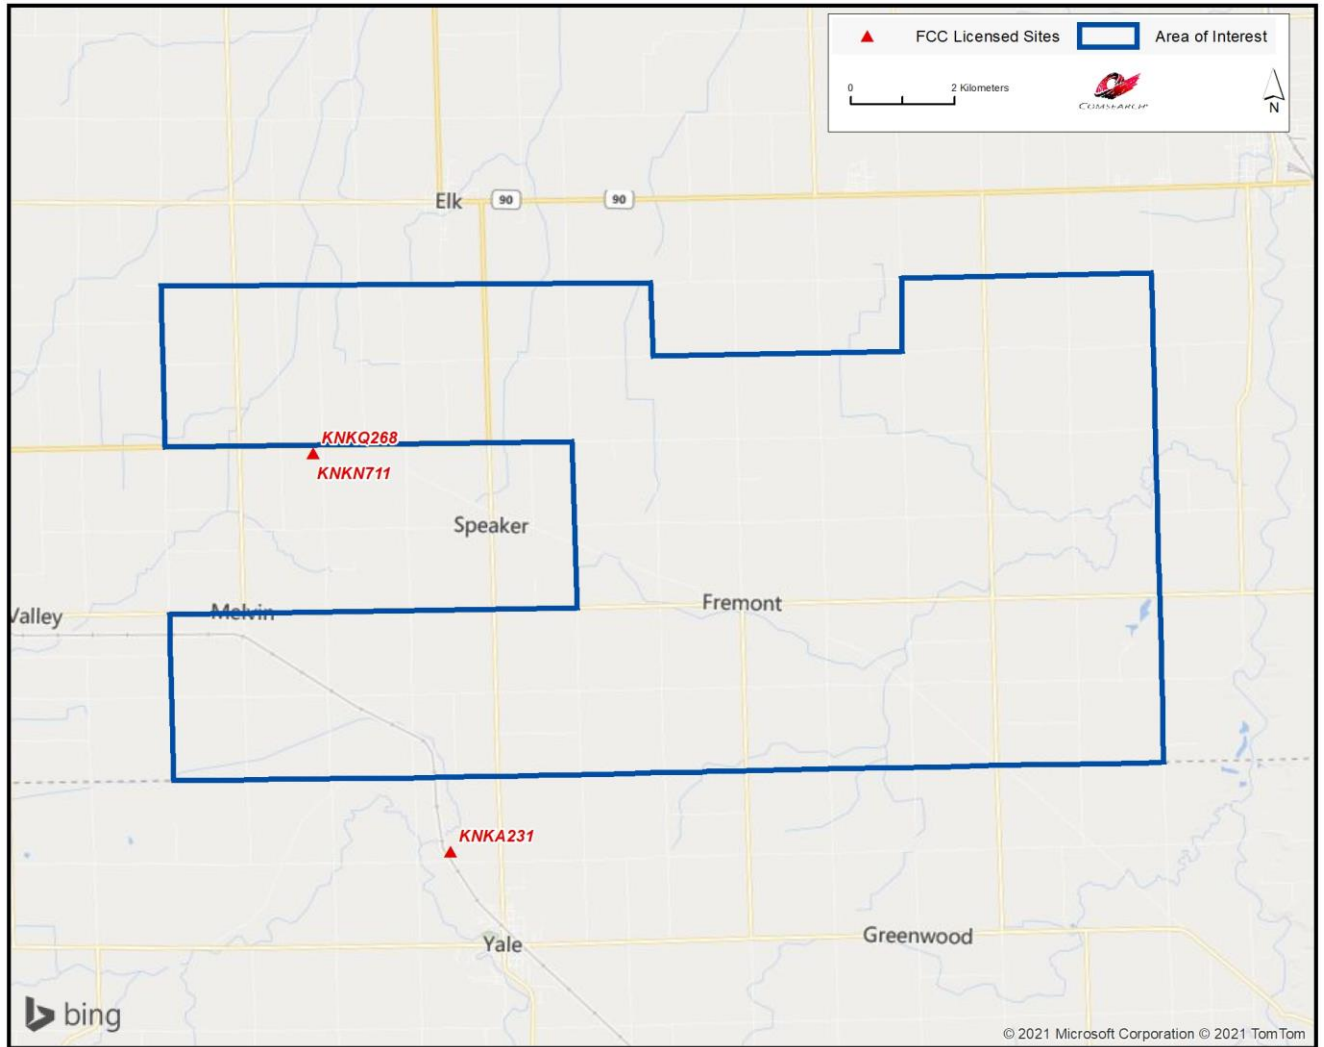 FCC Licensed Sites
Area of Interest
0
2 Kilometers
COMSEARCH
N
Elk
90
90
KNKQ268
KNKN711
Speaker
Fremont
Valley
Melvin
KNKA231
Yale
Greenwood
bing
© 2021 Microsoft Corporation © 2021 TomTom